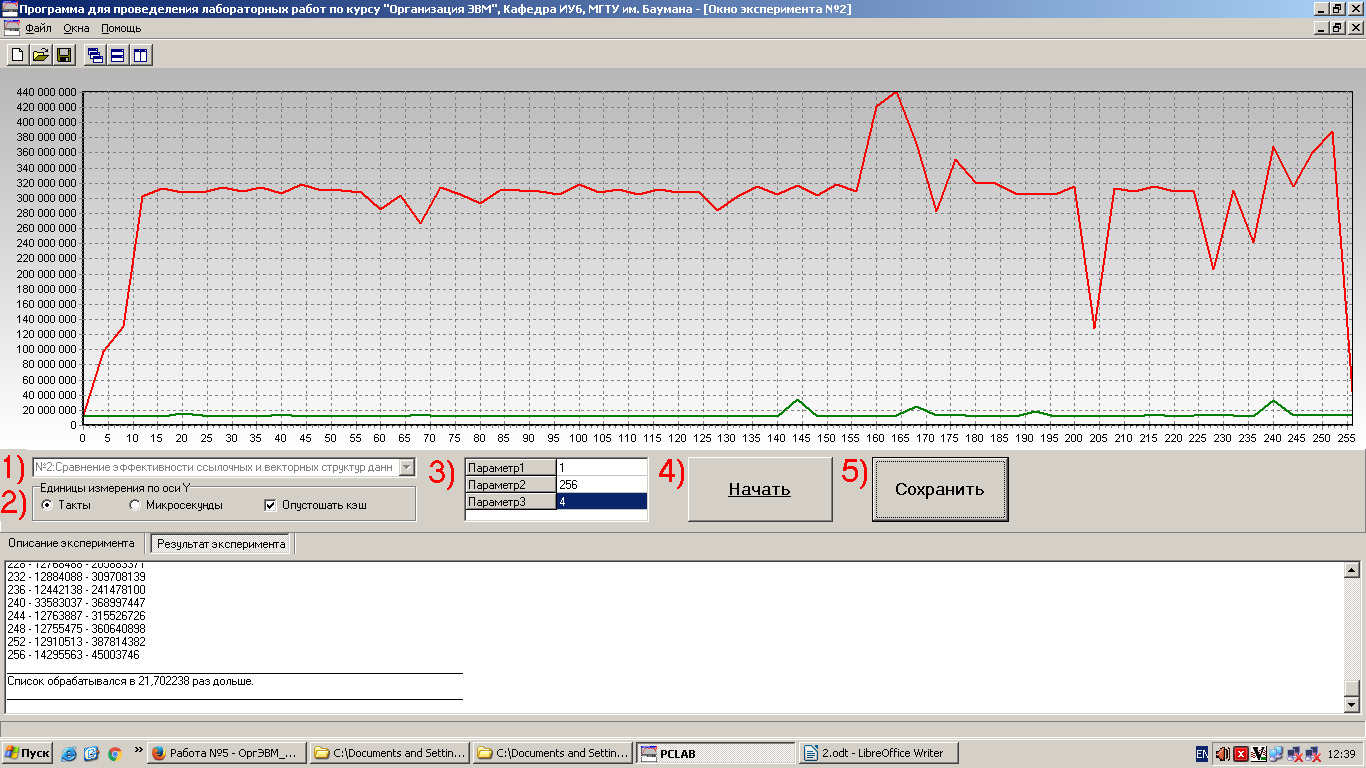 Программа для проведения лабораторных работ по курсу "Организация ЭВМ", Кафедра ИУ6, МГТУ им. Баумана - [Окно эксперимента №2]
Файл Окна Помощь
440 000 000
420 000 000
400 000 000
380 000 000
360 000 000
340 000 000
320 000 000
300 000 000
280 000 000
260 000 000
240 000 000
220 000 000
200 000 000
180 000 000
160 000 000
140 000 000
120 000 000
100 000 000
80 000 000
60 000 000
40 000 000
20 000 000
0
0 5 10 15 20 25 30 35 40 45 50 55 60 65 70 75 80 85 90 95 100 105 110 115 120 125 130 135 140 145 150 155 160 165 170 175 180 185 190 195 200 205 210 215 220 225 230 235 240 245 250 255
1) №2:Сравнение эффективности ссылочных и векторных структур данн
2) Единицы измерения по оси Y
Такты Микросекунды Опустошать кэш
3) Параметр1 1
Параметр2 256
Параметр3 4
4) Начать
5) Сохранить
Описание эксперимента Результат эксперимента
228 - 12768488 - 205883371
232 - 12884088 - 309708139
236 - 12442138 - 241478100
240 - 33583037 - 368997447
244 - 12763887 - 315526726
248 - 12755475 - 360640898
252 - 12910513 - 387814382
256 - 14295563 - 45003746
Список обрабатывался в 21,702238 раз дольше.
Пуск » Работа №5 - ОргЭВМ_... C:\Documents and Settin... C:\Documents and Settin... PCLAB 2.odt - LibreOffice Writer EN 12:39